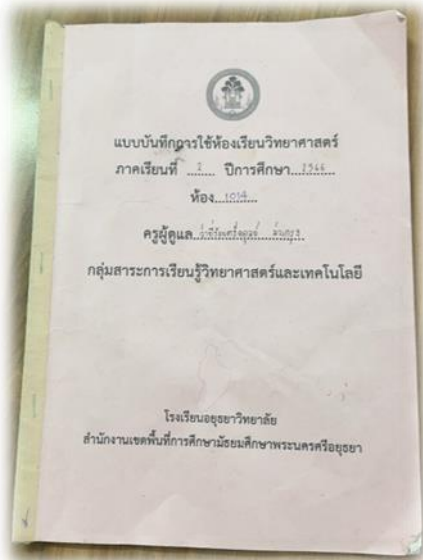 แบบบันทึกการใช้ห้องเรียนวิทยาศาสตร์
ภาคเรียนที่ ......... ปีการศึกษา...2566......
ห้อง...1014...
ครูผู้ดูแล
กลุ่มสาระการเรียนรู้วิทยาศาสตร์และเทคโนโลยี
โรงเรียนอยุธยาวิทยาลัย
สำนักงานเขตพื้นที่การศึกษามัธยมศึกษาพระนครศรีอยุธยา